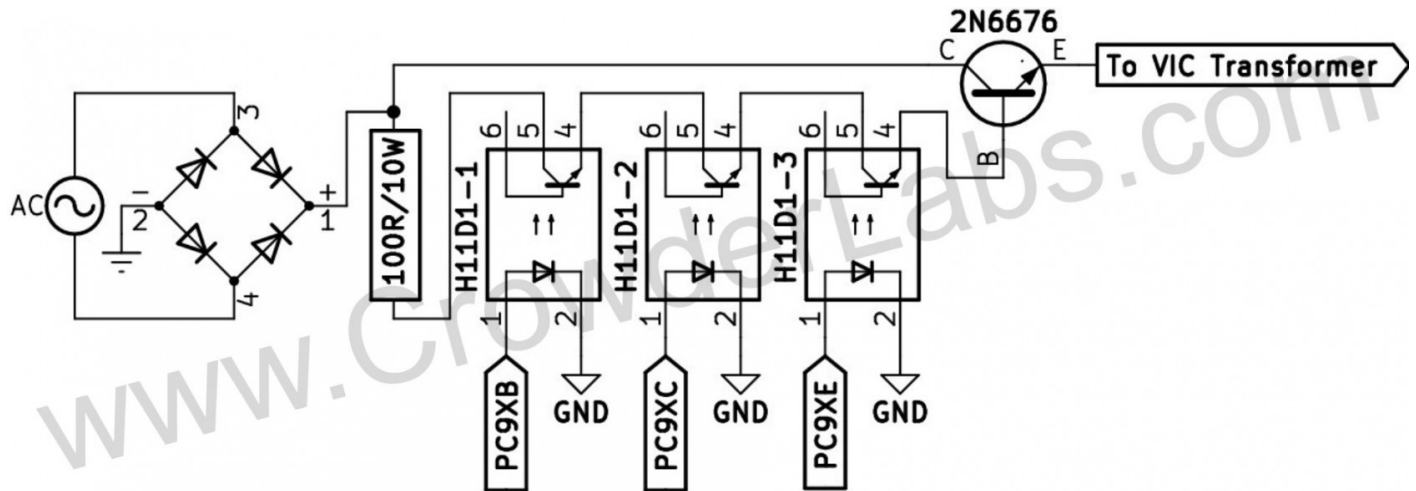 2N6676
C
E
To VIC Transformer
B
AC
3
−
2
+
1
4
100R/10W
H11D1-1
6
5
4
1
2
PC9XB
GND
H11D1-2
6
5
4
1
2
PC9XC
GND
H11D1-3
6
5
4
1
2
PC9XE
GND
www.CrowderLabs.com